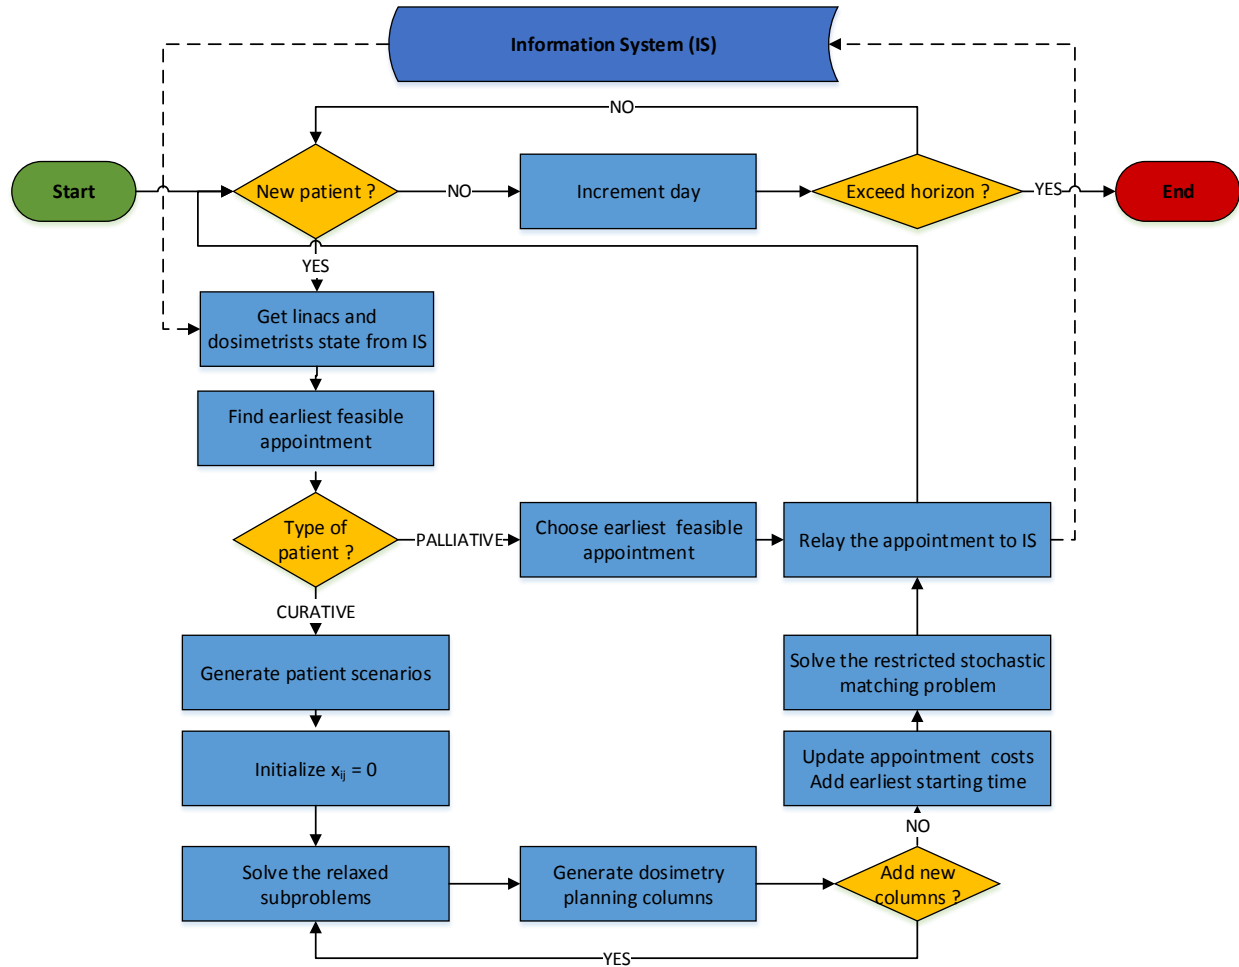 Information System (IS)
NO
Start
New patient ?
NO
Increment day
Exceed horizon ?
YES
End
YES
Get linacs and
dosimetrists state from IS
Find earliest feasible
appointment
Type of
patient ?
PALLIATIVE
Choose earliest feasible
appointment
Relay the appointment to IS
CURATIVE
Generate patient scenarios
Solve the restricted stochastic
matching problem
Initialize xij = 0
Update appointment costs
Add earliest starting time
NO
Solve the relaxed
subproblems
Generate dosimetry
planning columns
Add new
columns ?
YES